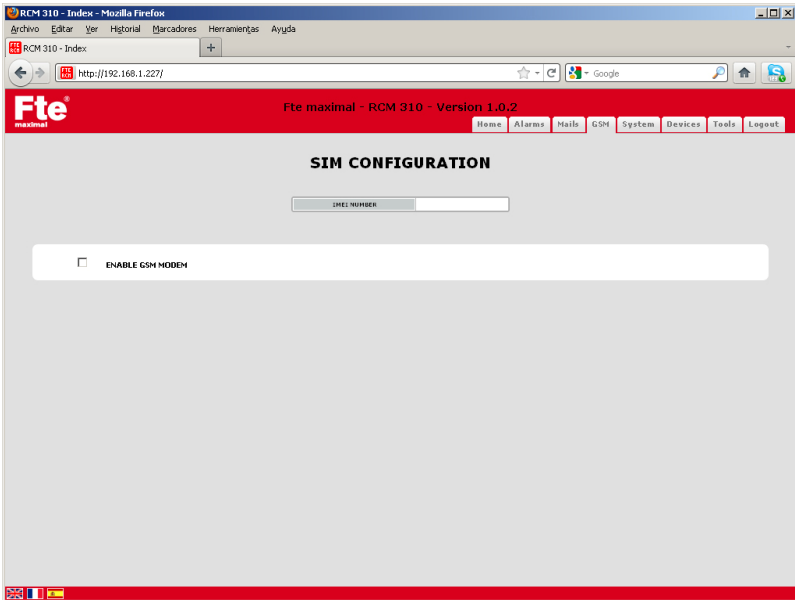 RCM 310 - Index - Mozilla Firefox
Archivo Editar Ver Historial Marcadores Herramientas Ayuda
RCM 310 - Index
http://192.168.1.227/
Google
Fte®
maximal
Fte maximal - RCM 310 - Version 1.0.2
Home Alarms Mails GSM System Devices Tools Logout
SIM CONFIGURATION
IMEI NUMBER
ENABLE GSM MODEM